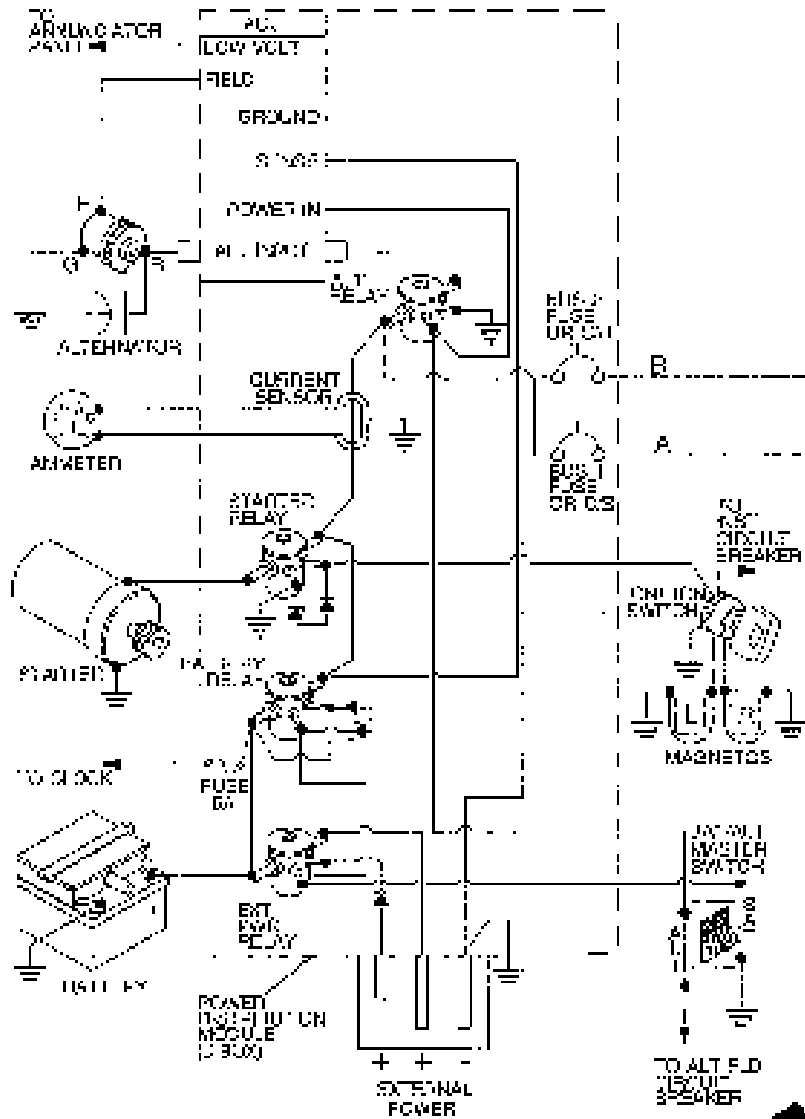 TO
ANNUNCIATOR
PANEL
LOW VOLT
FIELD
GROUND
SENSE
POWER IN
F
G
B
RELAY
ALTERNATOR
BUS 2
FUSE
OR C/B
B
CURRENT
SENSOR
AMMETER
A
BUS 1
FUSE
OR C/B
STARTER
RELAY
CIRCUIT
BREAKER
IGNITION
SWITCH
STARTER
BATTERY
RELAY
MAGNETOS
TO CLOCK
FUSE
5A
MASTER
SWITCH
EXT
PWR
RELAY
BATTERY
POWER
DISTRIBUTION
MODULE
(J BOX)
+ + -
EXTERNAL
POWER
TO ALT FLD
CIRCUIT
BREAKER